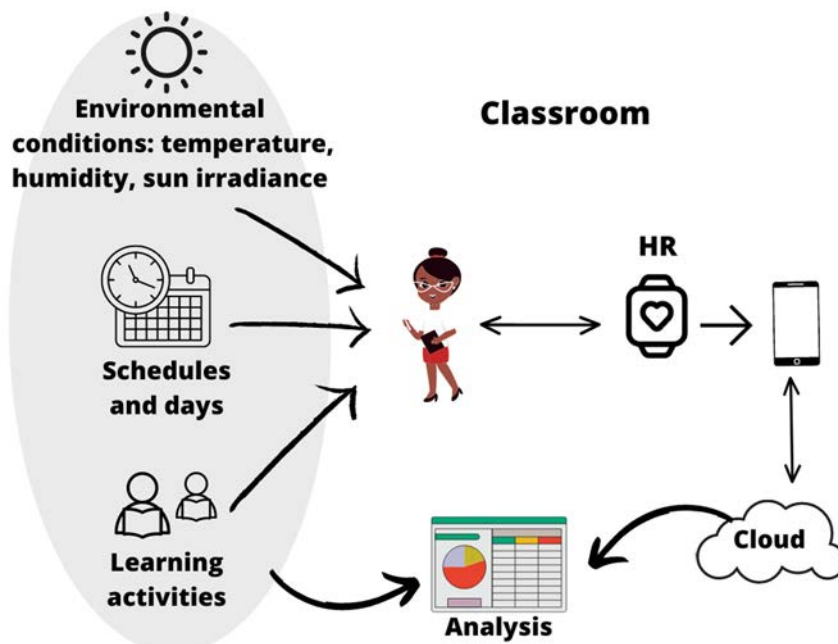 Environmental
conditions: temperature,
humidity, sun irradiance
Classroom
HR
Schedules
and days
Learning
activities
Cloud
Analysis